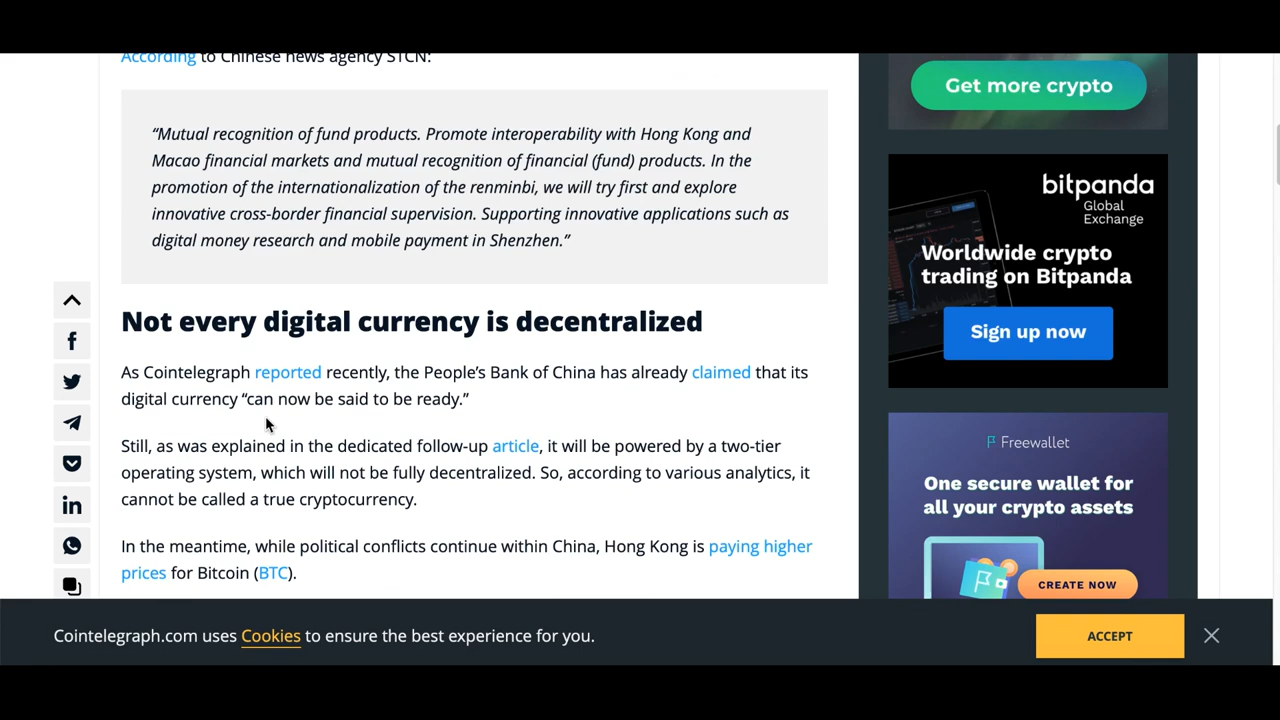 According to Chinese news agency STCN:
“Mutual recognition of fund products. Promote interoperability with Hong Kong and
Macao financial markets and mutual recognition of financial (fund) products. In the
promotion of the internationalization of the renminbi, we will try first and explore
innovative cross-border financial supervision. Supporting innovative applications such as
digital money research and mobile payment in Shenzhen.”
Not every digital currency is decentralized
As Cointelegraph reported recently, the People’s Bank of China has already claimed that its
digital currency “can now be said to be ready.”
Still, as was explained in the dedicated follow-up article, it will be powered by a two-tier
operating system, which will not be fully decentralized. So, according to various analytics, it
cannot be called a true cryptocurrency.
In the meantime, while political conflicts continue within China, Hong Kong is paying higher
prices for Bitcoin (BTC).
Get more crypto
bitpanda
Global
Exchange
Worldwide crypto
trading on Bitpanda
Sign up now
Freewallet
One secure wallet for
all your crypto assets
CREATE NOW
Cointelegraph.com uses Cookies to ensure the best experience for you.
ACCEPT